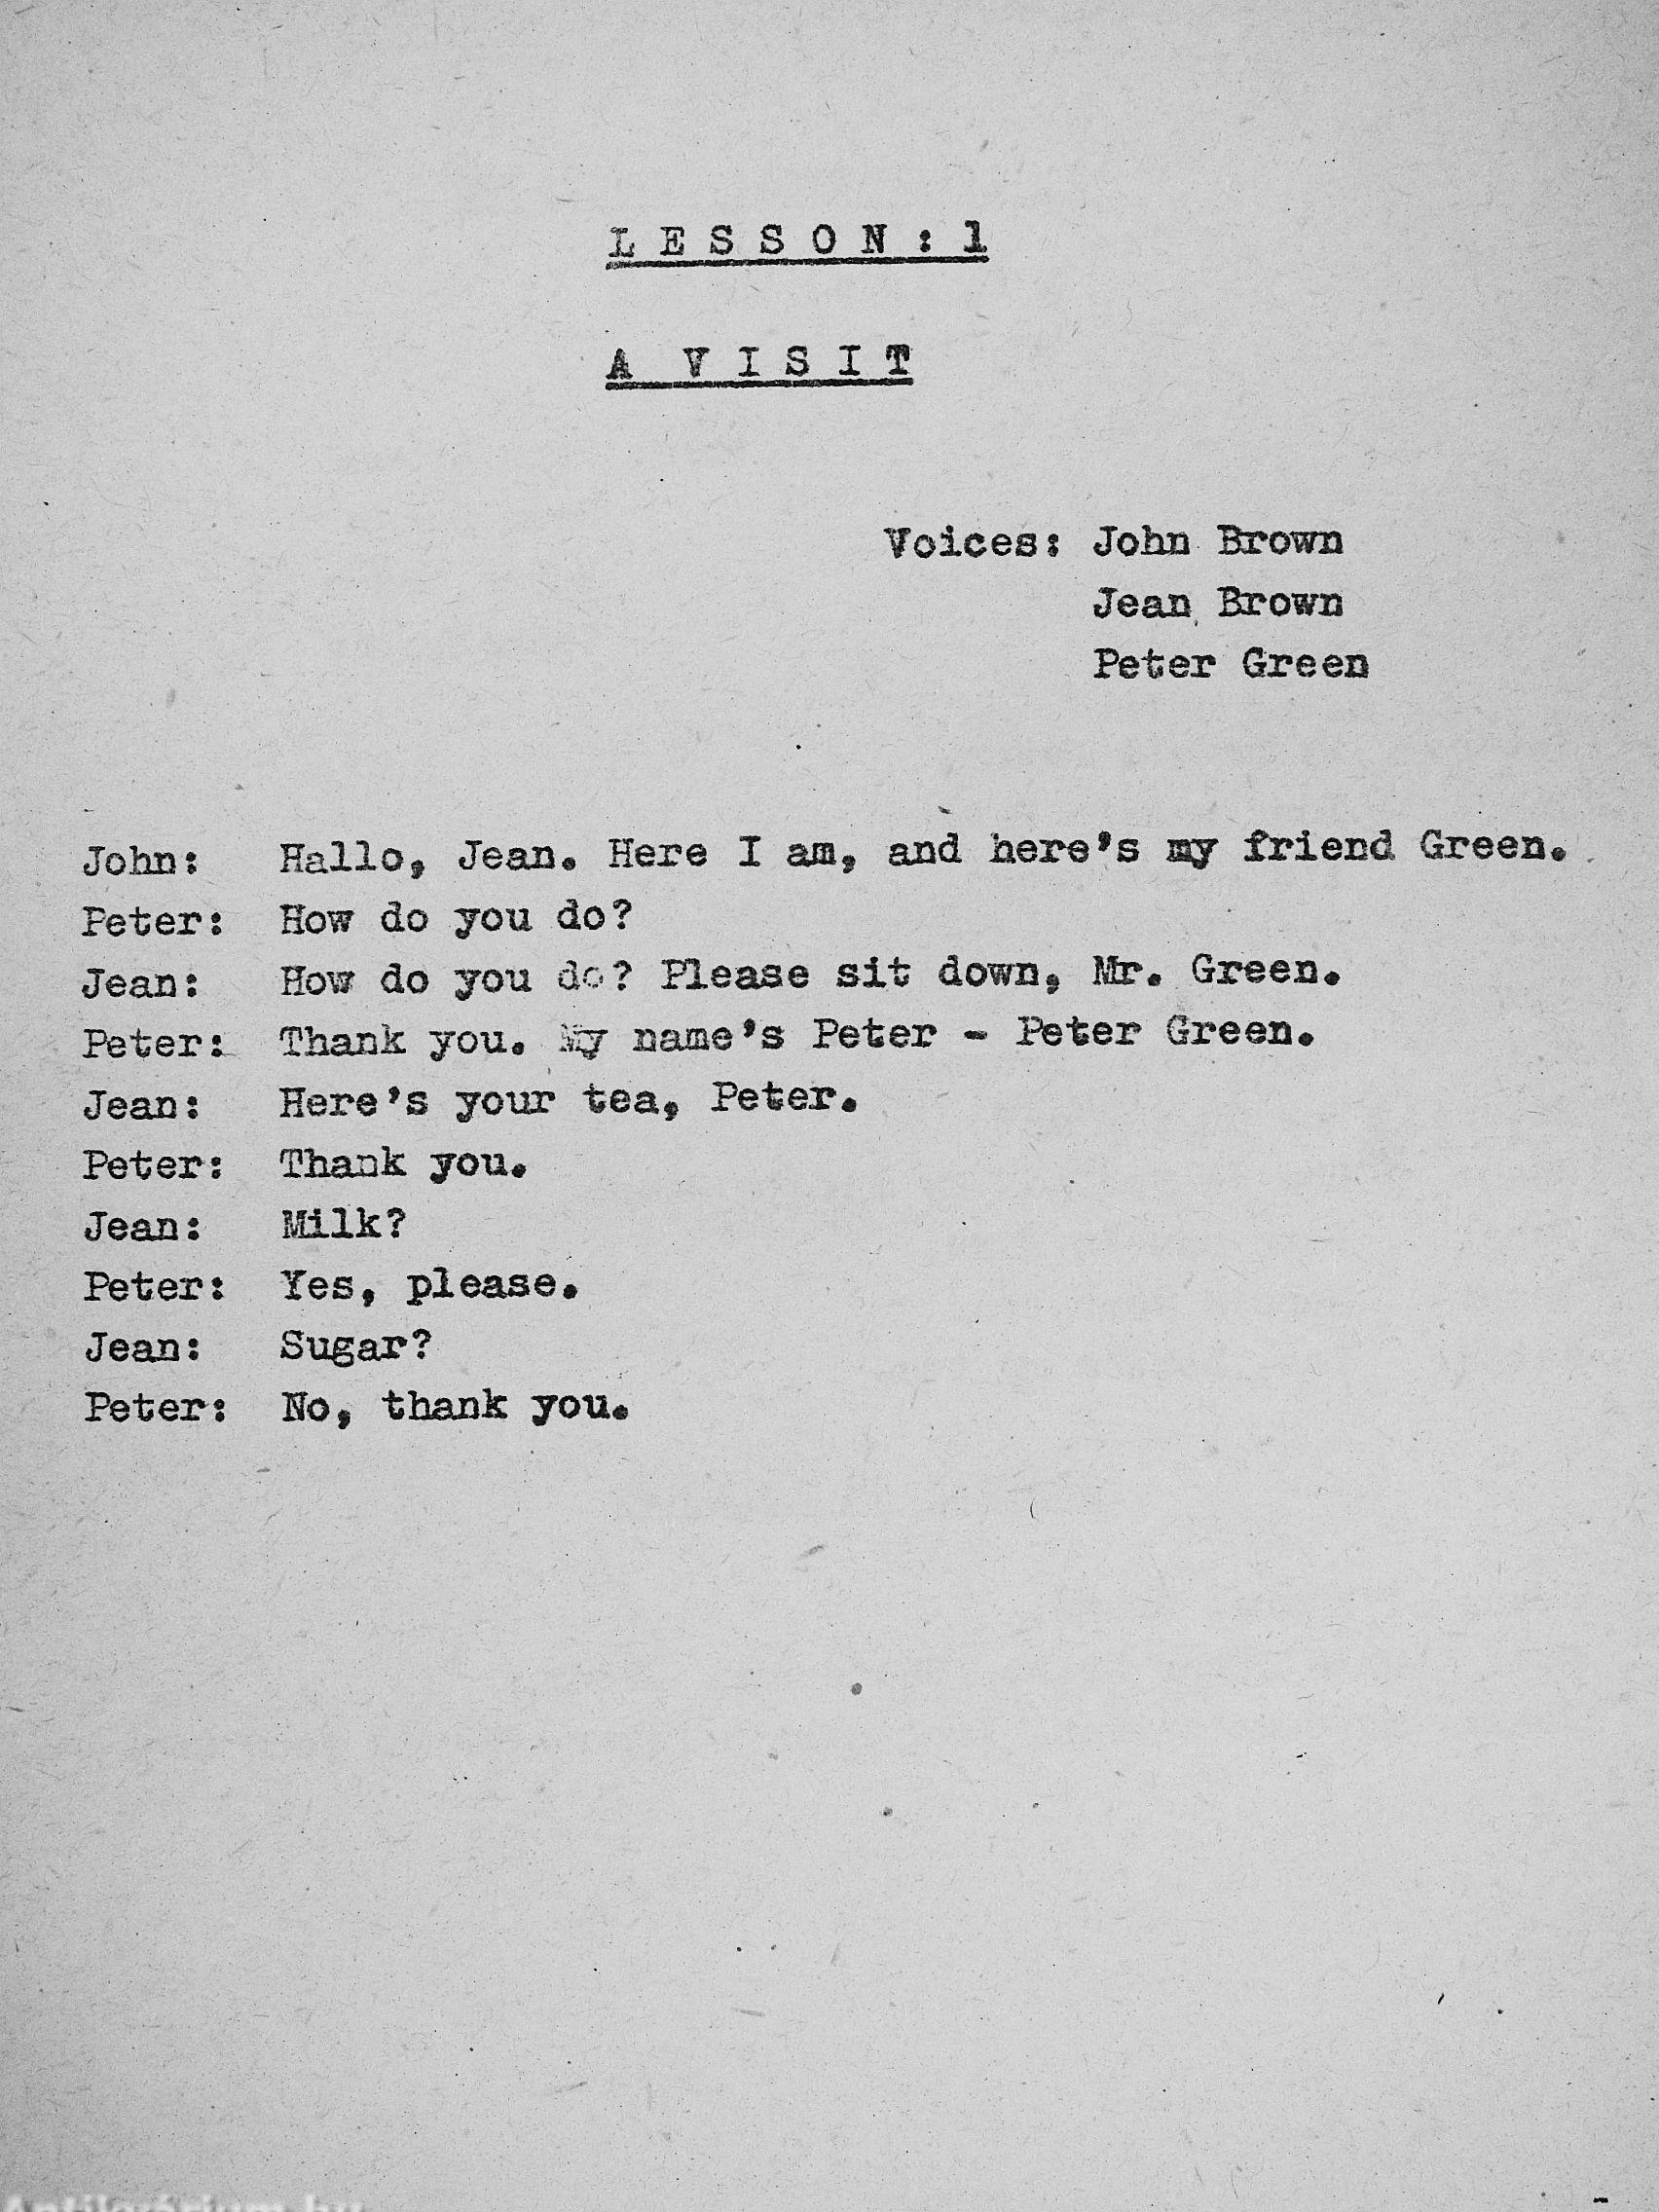 LESSON: 1
A VISIT
Voices: John Brown
Jean Brown
Peter Green
John: Hallo, Jean. Here I am, and here's my friend Green.
Peter: How do you do?
Jean: How do you do? Please sit down, Mr. Green.
Peter: Thank you. My name's Peter - Peter Green.
Jean: Here's your tea, Peter.
Peter: Thank you.
Jean: Milk?
Peter: Yes, please.
Jean: Sugar?
Peter: No, thank you.